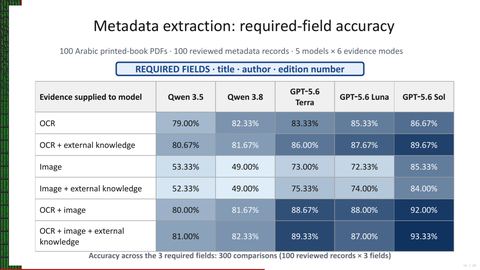 Metadata extraction: required-field accuracy
100 Arabic printed-book PDFs · 100 reviewed metadata records · 5 models × 6 evidence modes
REQUIRED FIELDS · title · author · edition number
Evidence supplied to model Qwen 3.5 Qwen 3.8 GPT-5.6 Terra GPT-5.6 Luna GPT-5.6 Sol
OCR 79.00% 82.33% 83.33% 85.33% 86.67%
OCR + external knowledge 80.67% 81.67% 86.00% 87.67% 89.67%
Image 53.33% 49.00% 73.00% 72.33% 85.33%
Image + external knowledge 52.33% 49.00% 75.33% 74.00% 84.00%
OCR + image 80.00% 81.67% 88.67% 88.00% 92.00%
OCR + image + external knowledge 81.00% 82.33% 89.33% 87.00% 93.33%
Accuracy across the 3 required fields: 300 comparisons (100 reviewed records × 3 fields)